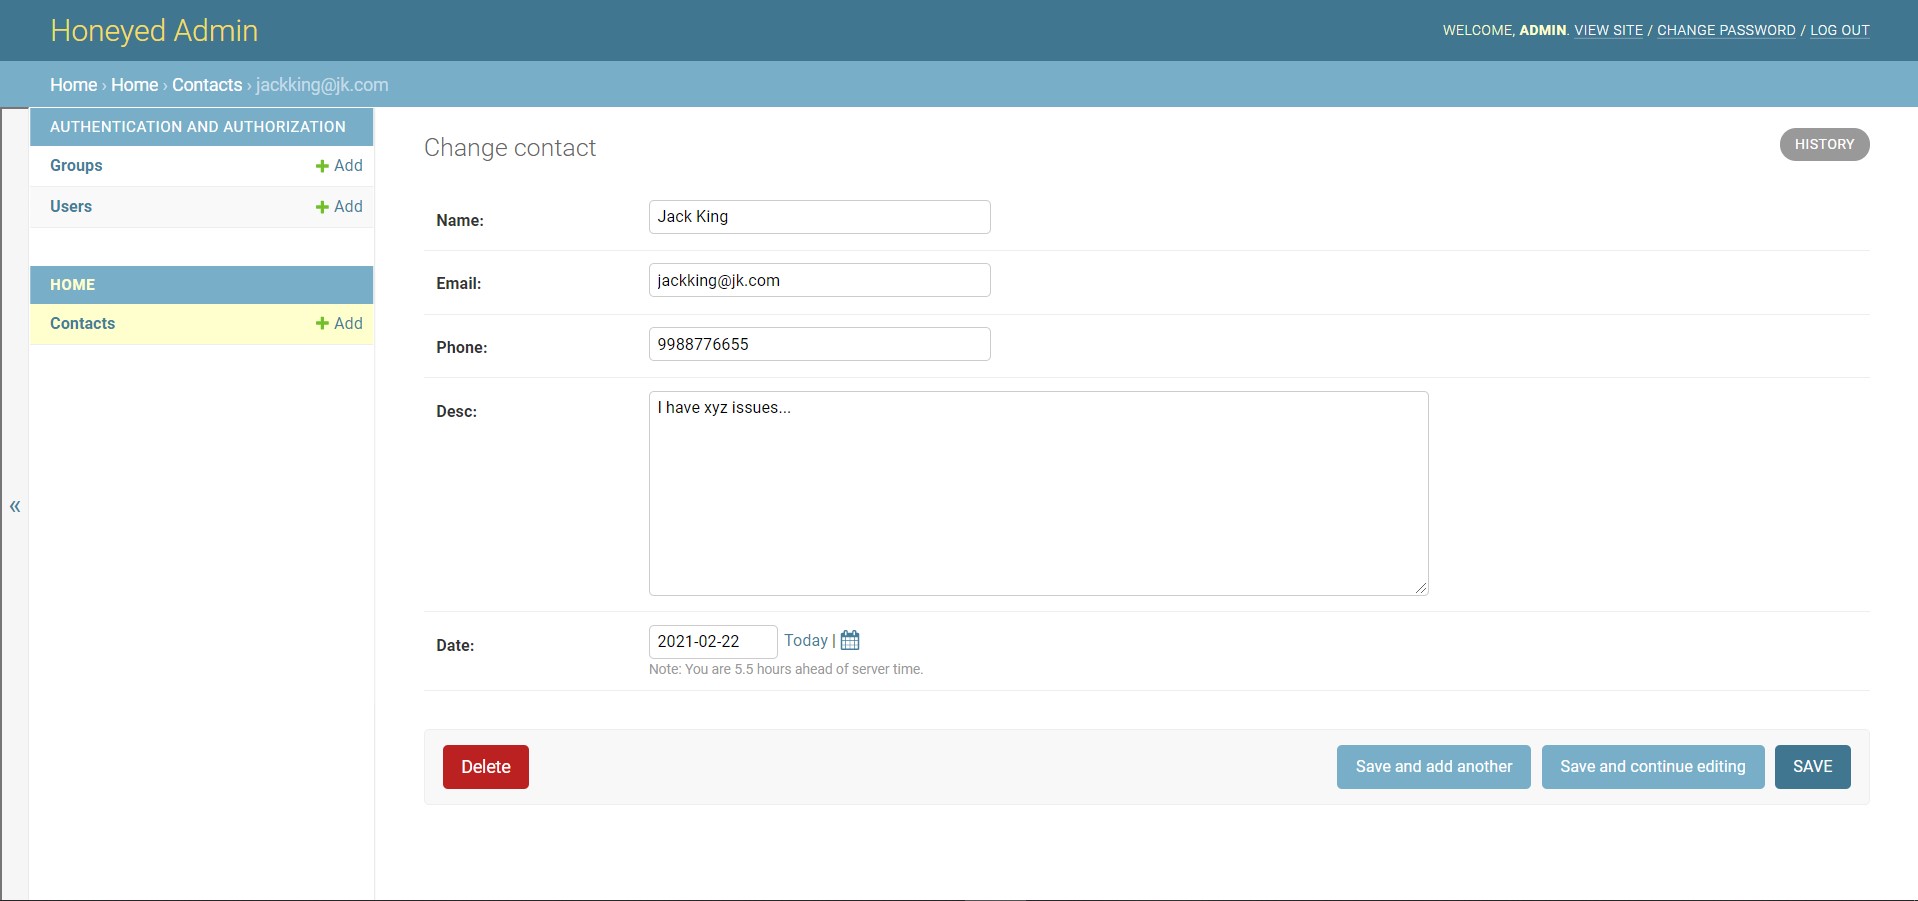 Honeyed Admin
WELCOME, ADMIN. VIEW SITE / CHANGE PASSWORD / LOG OUT
Home › Home › Contacts › jackking@jk.com
AUTHENTICATION AND AUTHORIZATION
Groups Add
Users Add
HOME
Contacts Add
«
Change contact
HISTORY
Name: Jack King
Email: jackking@jk.com
Phone: 9988776655
Desc: I have xyz issues...
Date: 2021-02-22 Today |
Note: You are 5.5 hours ahead of server time.
Delete Save and add another Save and continue editing SAVE